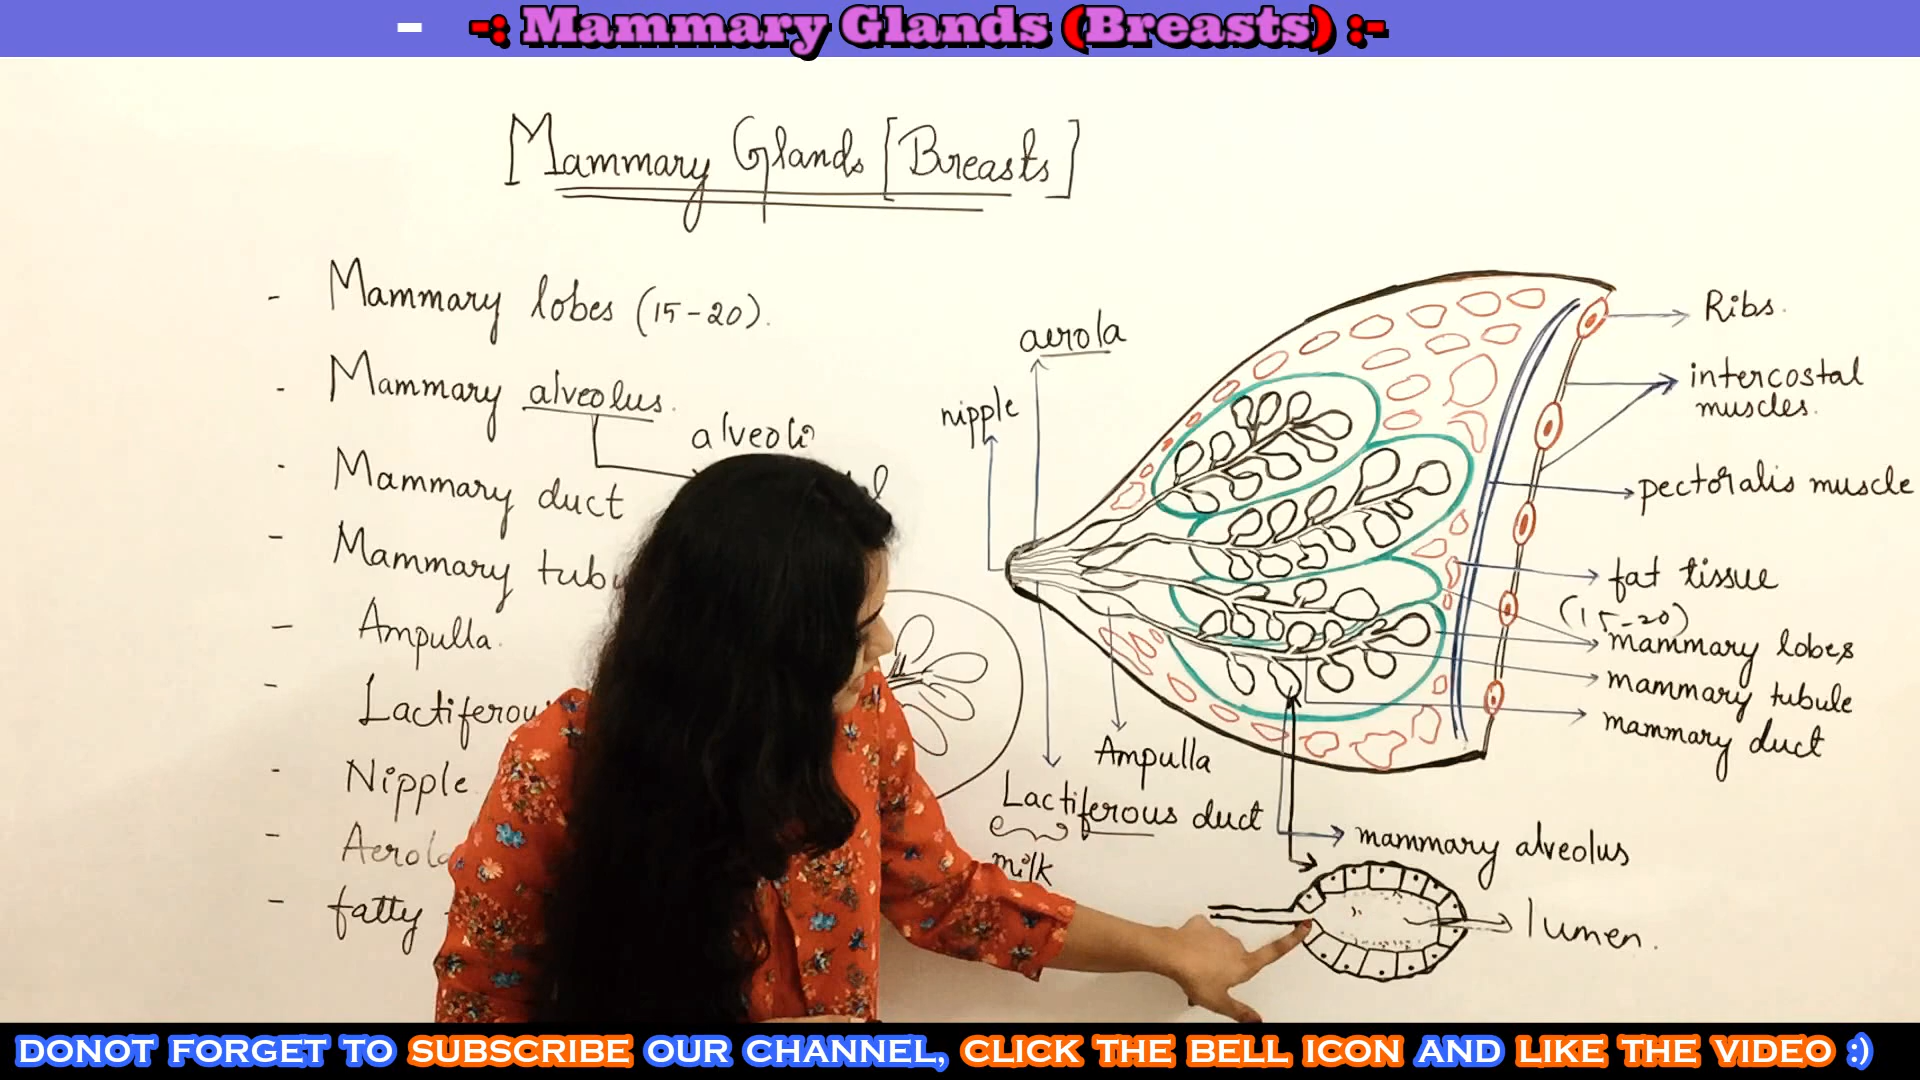 -: Mammary Glands (Breasts) :-
Mammary Glands [Breasts]
- Mammary lobes (15-20).
- Mammary alveolus.
alveoli
- Mammary duct
- Mammary
- Ampulla.
- 
- Nipple
- 
- fatty
aerola
nipple
Ribs.
intercostal
muscles.
pectoralis muscle
fat tissue
(15-20)
mammary lobes
mammary tubule
mammary duct
Ampulla
Lactiferous duct
milk
mammary alveolus
lumen.
DONOT FORGET TO SUBSCRIBE OUR CHANNEL, CLICK THE BELL ICON AND LIKE THE VIDEO :)